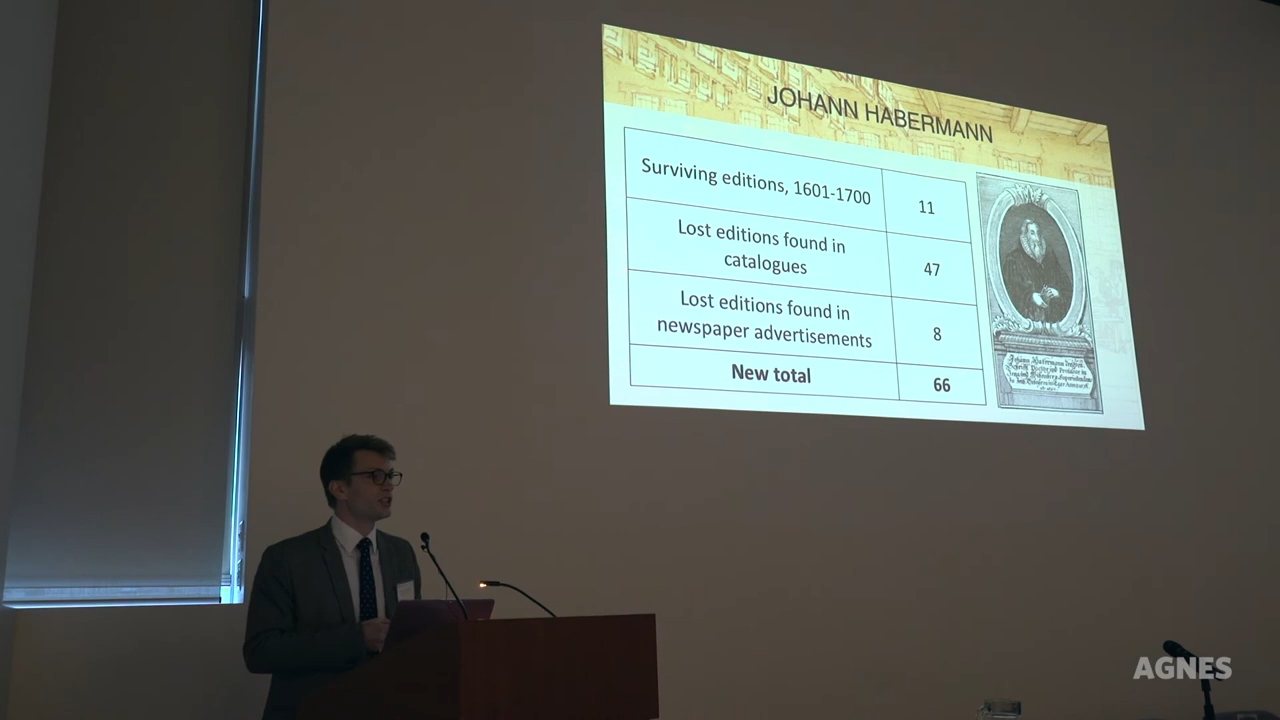 JOHANN HABERMANN
Surviving editions, 1601-1700
11
Lost editions found in
catalogues
47
Lost editions found in
newspaper advertisements
8
New total
66
AGNES